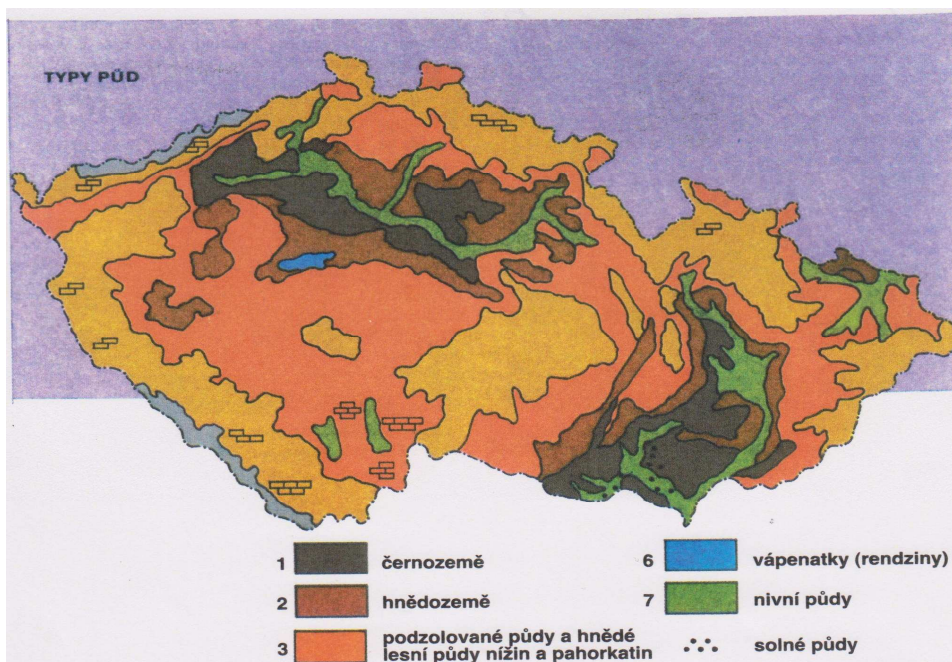 TYPY PŮD
1 černozemě
2 hnědozemě
3 podzolované půdy a hnědé
lesní půdy nížin a pahorkatin
6 vápenatky (rendziny)
7 nivní půdy
solné půdy